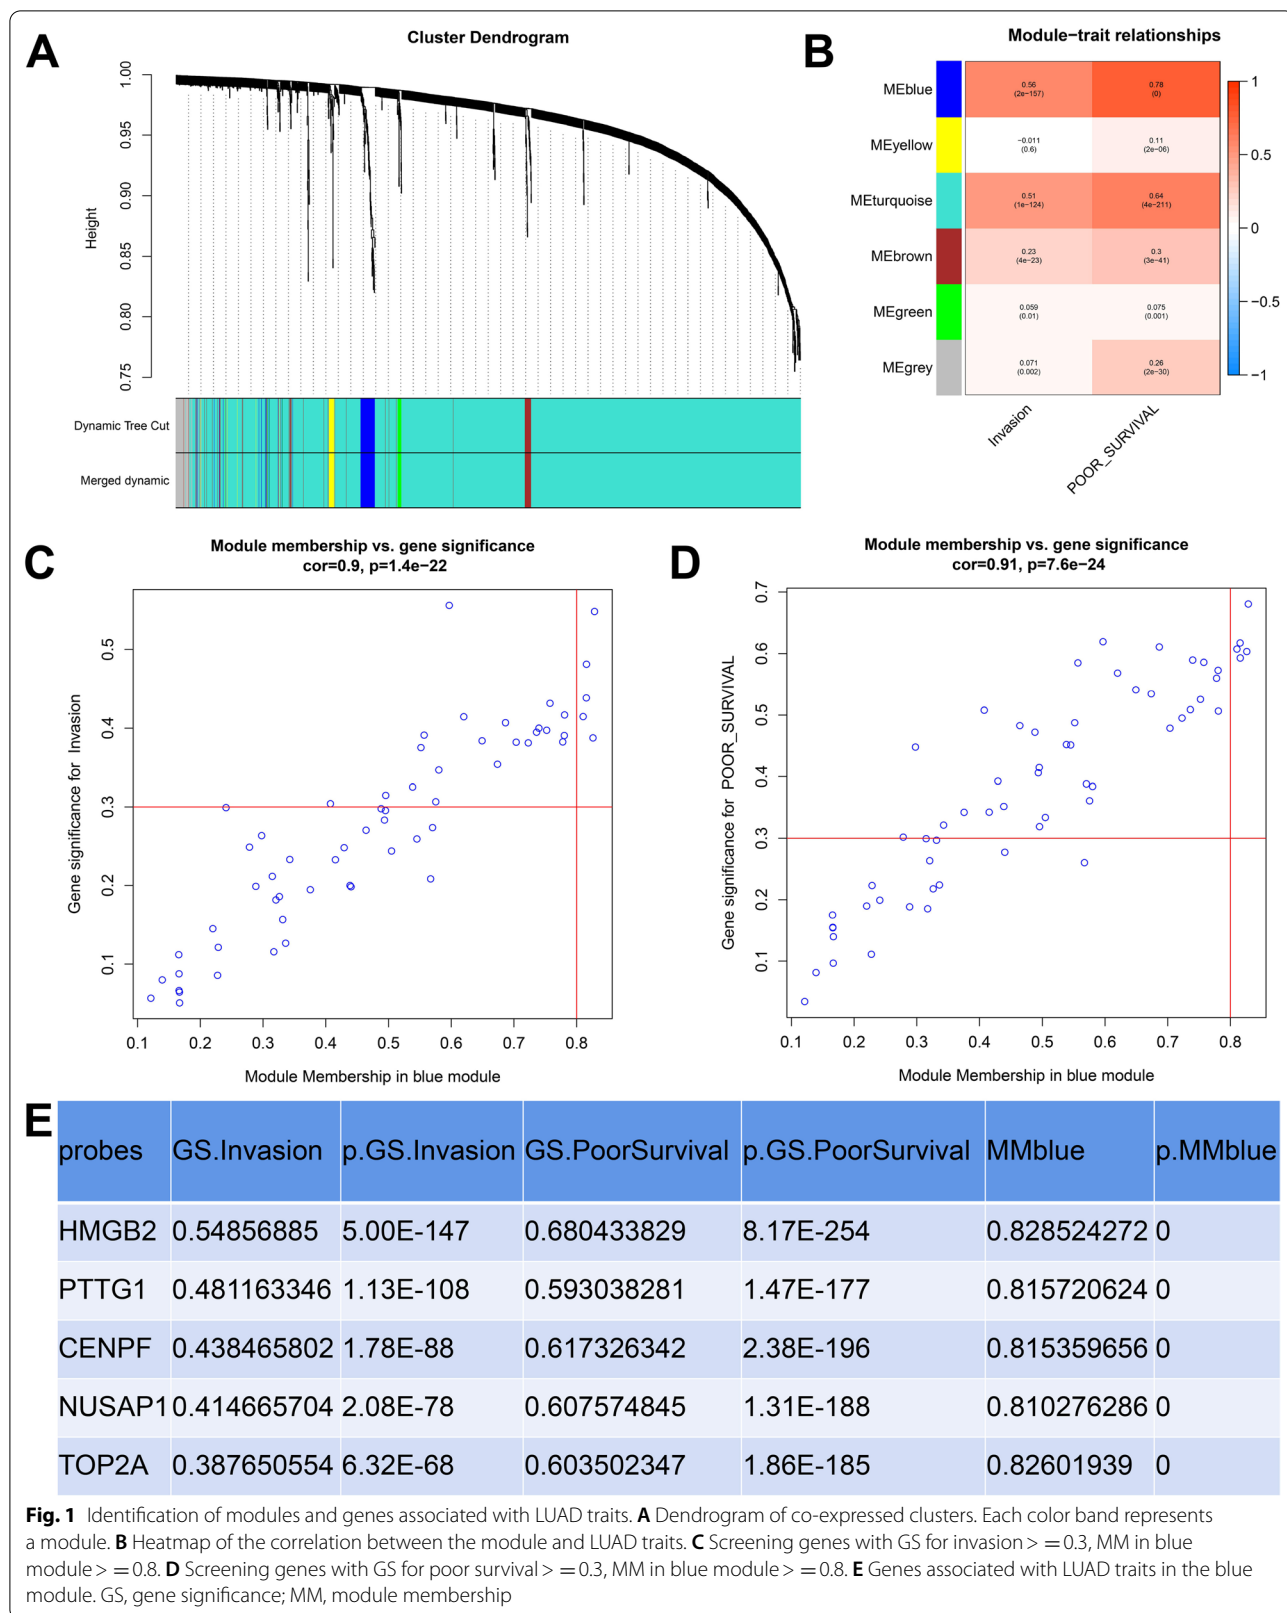 A
Cluster Dendrogram
Height
1.00
0.95
0.90
0.85
0.80
0.75
Dynamic Tree Cut
Merged dynamic
B
Module−trait relationships
MEblue
0.56
(2e−157)
0.78
(0)
MEyellow
−0.011
(0.6)
0.11
(2e−06)
MEturquoise
0.51
(1e−124)
0.64
(4e−211)
MEbrown
0.23
(4e−23)
0.3
(3e−41)
MEgreen
0.059
(0.01)
0.075
(0.001)
MEgrey
0.071
(0.002)
0.26
(2e−30)
Invasion
POOR_SURVIVAL
1
0.5
0
−0.5
−1
C
Module membership vs. gene significance
cor=0.9, p=1.4e−22
Gene significance for Invasion
0.5
0.4
0.3
0.2
0.1
0.1 0.2 0.3 0.4 0.5 0.6 0.7 0.8
Module Membership in blue module
D
Module membership vs. gene significance
cor=0.91, p=7.6e−24
Gene significance for POOR_SURVIVAL
0.7
0.6
0.5
0.4
0.3
0.2
0.1
0.1 0.2 0.3 0.4 0.5 0.6 0.7 0.8
Module Membership in blue module
E
probes GS.Invasion p.GS.Invasion GS.PoorSurvival p.GS.PoorSurvival MMblue p.MMblue
HMGB2 0.54856885 5.00E-147 0.680433829 8.17E-254 0.828524272 0
PTTG1 0.481163346 1.13E-108 0.593038281 1.47E-177 0.815720624 0
CENPF 0.438465802 1.78E-88 0.617326342 2.38E-196 0.815359656 0
NUSAP1 0.414665704 2.08E-78 0.607574845 1.31E-188 0.810276286 0
TOP2A 0.387650554 6.32E-68 0.603502347 1.86E-185 0.82601939 0
Fig. 1 Identification of modules and genes associated with LUAD traits. A Dendrogram of co-expressed clusters. Each color band represents
a module. B Heatmap of the correlation between the module and LUAD traits. C Screening genes with GS for invasion > = 0.3, MM in blue
module > = 0.8. D Screening genes with GS for poor survival > = 0.3, MM in blue module > = 0.8. E Genes associated with LUAD traits in the blue
module. GS, gene significance; MM, module membership